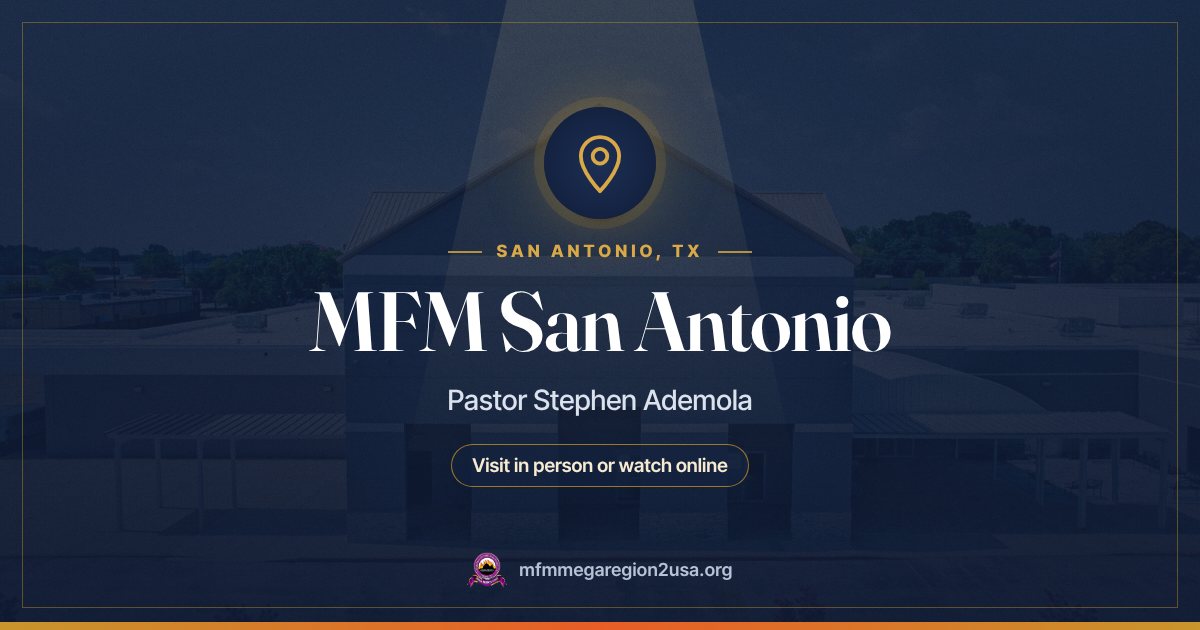 SAN ANTONIO, TX
MFM San Antonio
Pastor Stephen Ademola
Visit in person or watch online
mfmmegaregion2usa.org